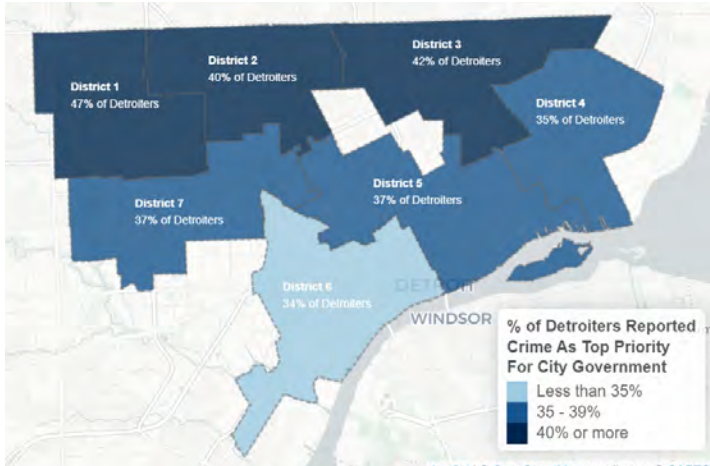 District 1
47% of Detroiters
District 2
40% of Detroiters
District 3
42% of Detroiters
District 4
35% of Detroiters
District 7
37% of Detroiters
District 5
37% of Detroiters
District 6
34% of Detroiters
DETROIT
WINDSOR
% of Detroiters Reported
Crime As Top Priority
For City Government
Less than 35%
35 - 39%
40% or more